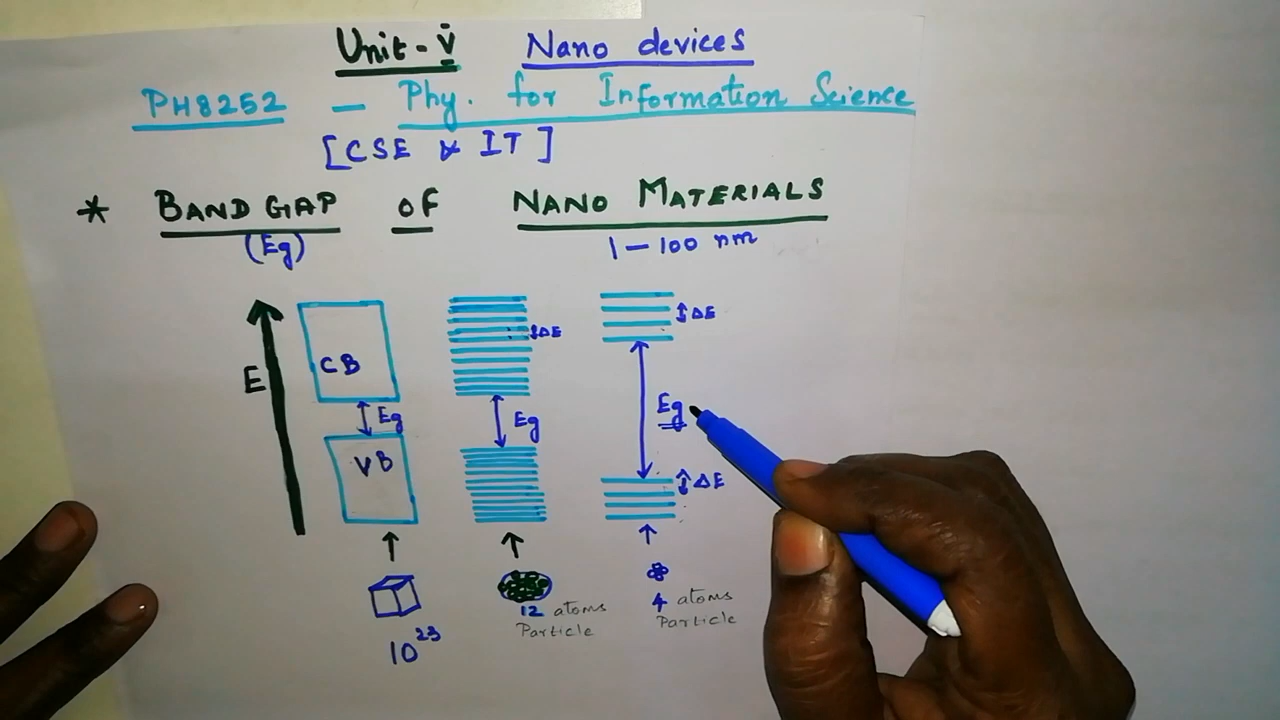 Unit - V Nano devices
PH8252 - Phy. for Information Science
[CSE & IT]
* BAND GAP OF NANO MATERIALS
(Eg) 1 - 100 nm
E
CB
Eg
VB
10^23
ΔE
Eg
12 atoms
Particle
ΔE
Eg
ΔE
4 atoms
Particle